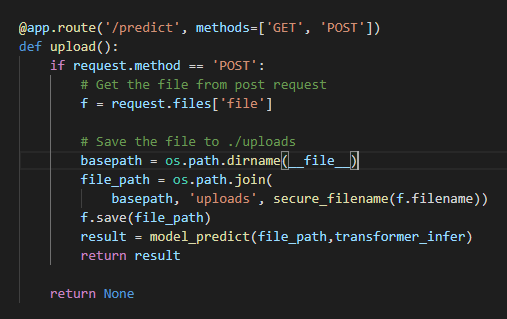 @app.route('/predict', methods=['GET', 'POST'])
def upload():
    if request.method == 'POST':
        # Get the file from post request
        f = request.files['file']

        # Save the file to ./uploads
        basepath = os.path.dirname(__file__)
        file_path = os.path.join(
            basepath, 'uploads', secure_filename(f.filename))
        f.save(file_path)
        result = model_predict(file_path,transformer_infer)
        return result

    return None